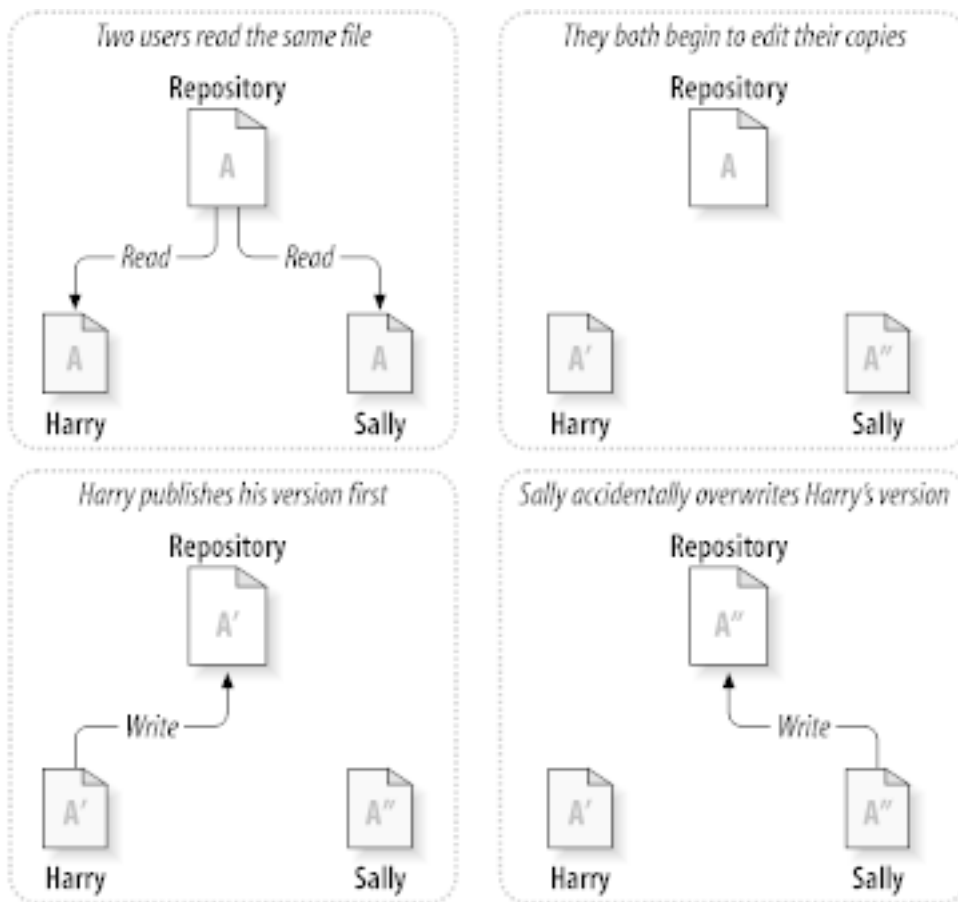 Two users read the same file
Repository
A
Read
Read
A
A
Harry
Sally
They both begin to edit their copies
Repository
A
A′
A″
Harry
Sally
Harry publishes his version first
Repository
A′
Write
A′
A″
Harry
Sally
Sally accidentally overwrites Harry’s version
Repository
A″
Write
A′
A″
Harry
Sally